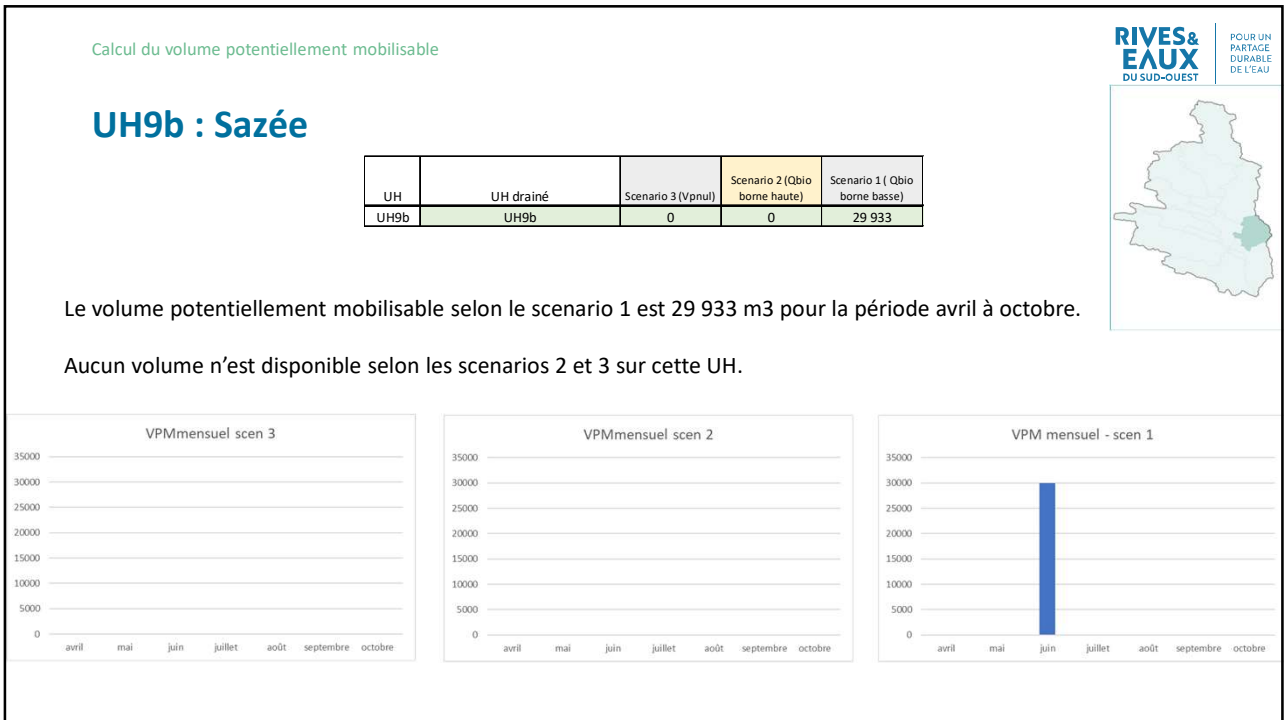 Calcul du volume potentiellement mobilisable
RIVES&
EAUX
DU SUD-OUEST
POUR UN
PARTAGE
DURABLE
DE L'EAU
UH9b : Sazée
UH
UH drainé
Scenario 3 (Vpnul)
Scenario 2 (Qbio
borne haute)
Scenario 1 ( Qbio
borne basse)
UH9b
UH9b
0
0
29 933
Le volume potentiellement mobilisable selon le scenario 1 est 29 933 m3 pour la période avril à octobre.
Aucun volume n’est disponible selon les scenarios 2 et 3 sur cette UH.
VPMmensuel scen 3
35000
30000
25000
20000
15000
10000
5000
0
avril mai juin juillet août septembre octobre
VPMmensuel scen 2
35000
30000
25000
20000
15000
10000
5000
0
avril mai juin juillet août septembre octobre
VPM mensuel - scen 1
35000
30000
25000
20000
15000
10000
5000
0
avril mai juin juillet août septembre octobre